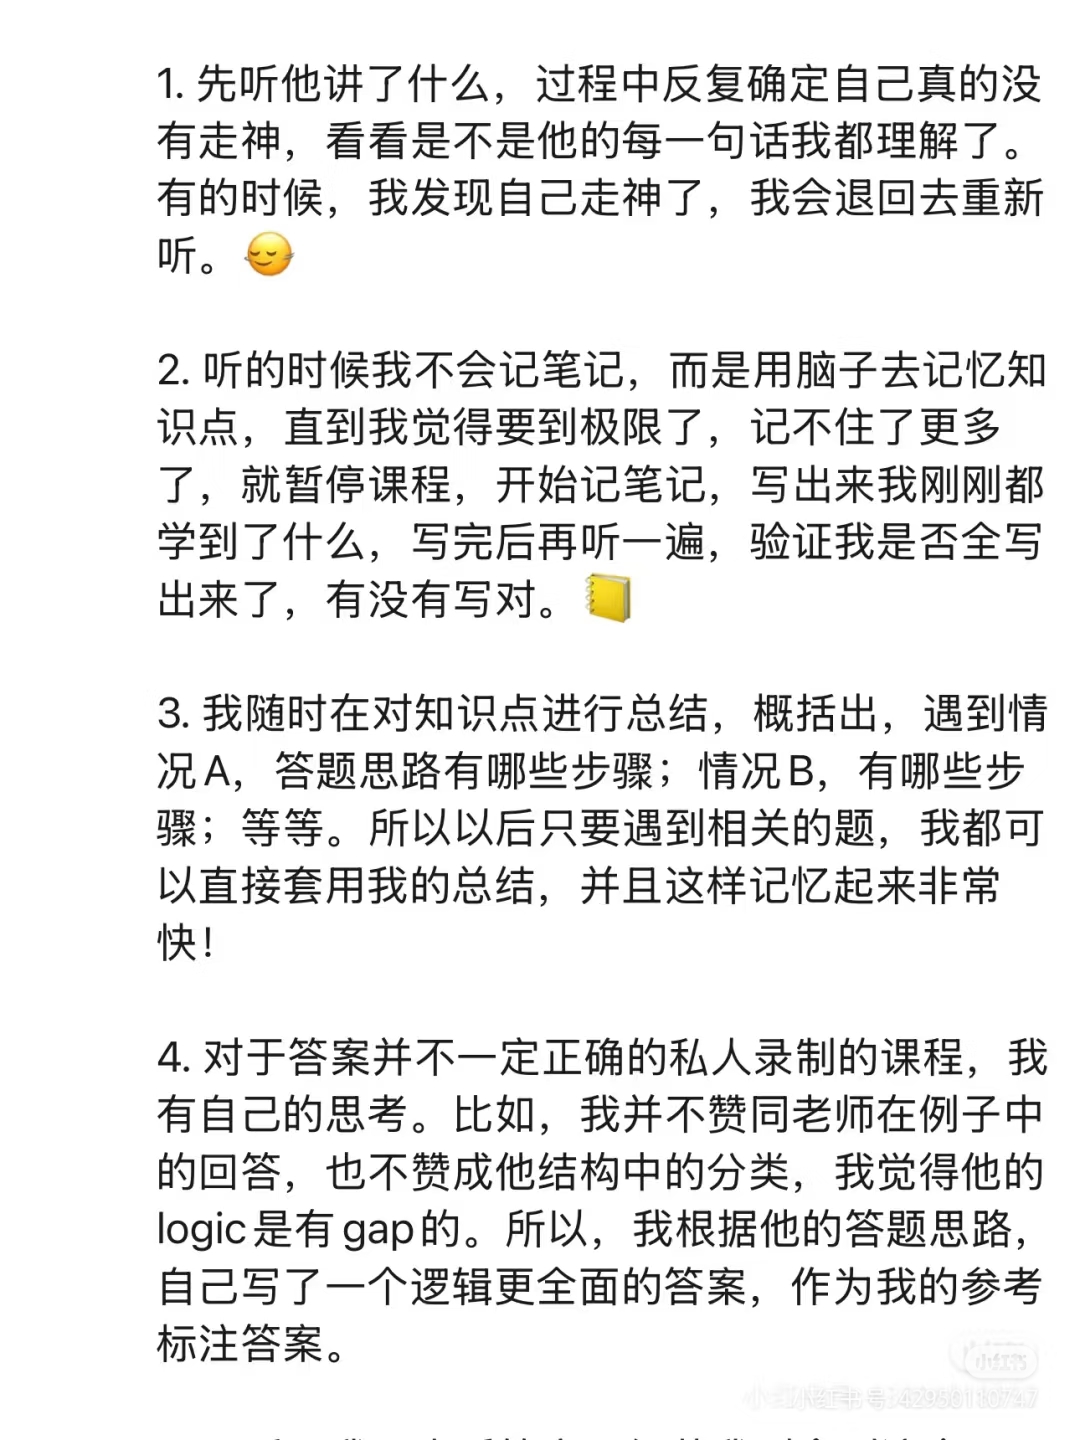 1. 先听他讲了什么，过程中反复确定自己真的没
有走神，看看是不是他的每一句话我都理解了。
有的时候，我发现自己走神了，我会退回去重新
听。
2. 听的时候我不会记笔记，而是用脑子去记忆知
识点，直到我觉得要到极限了，记不住了更多
了，就暂停课程，开始记笔记，写出来我刚刚都
学到了什么，写完后再听一遍，验证我是否全写
出来了，有没有写对。
3. 我随时在对知识点进行总结，概括出，遇到情
况A，答题思路有哪些步骤；情况B，有哪些步
骤；等等。所以以后只要遇到相关的题，我都可
以直接套用我的总结，并且这样记忆起来非常
快！
4. 对于答案并不一定正确的私人录制的课程，我
有自己的思考。比如，我并不赞同老师在例子中
的回答，也不赞成他结构中的分类，我觉得他的
logic是有gap的。所以，我根据他的答题思路，
自己写了一个逻辑更全面的答案，作为我的参考
标注答案。
小红书